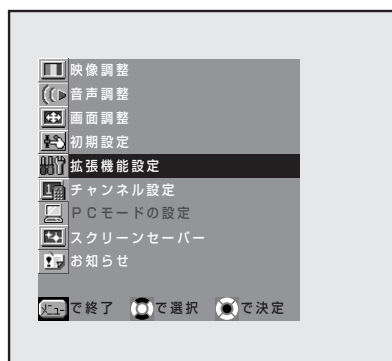 映像調整
音声調整
画面調整
初期設定
拡張機能設定
チャンネル設定
PCモードの設定
スクリーンセーバー
お知らせ
メニューで終了 で選択 で決定